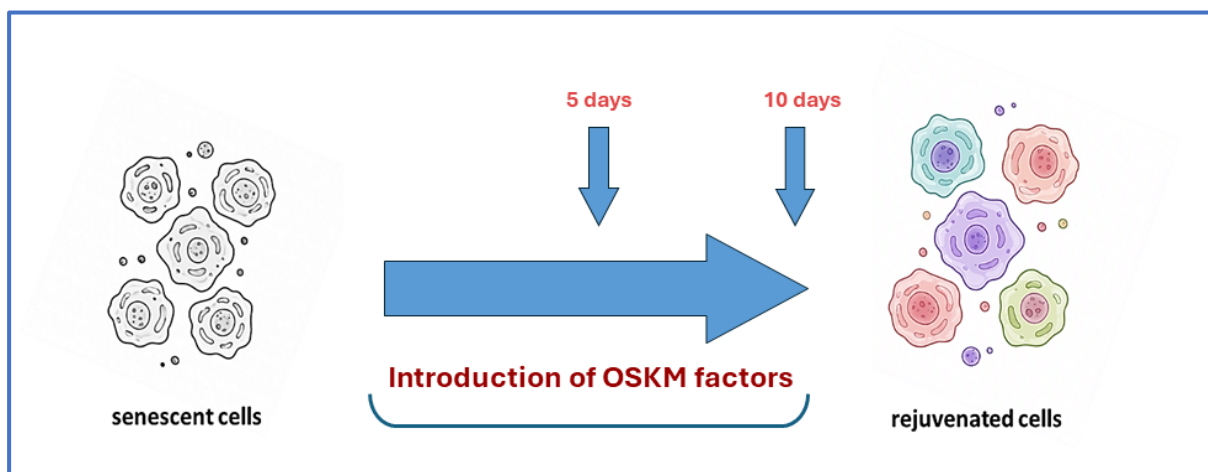 5 days
10 days
Introduction of OSKM factors
senescent cells
rejuvenated cells